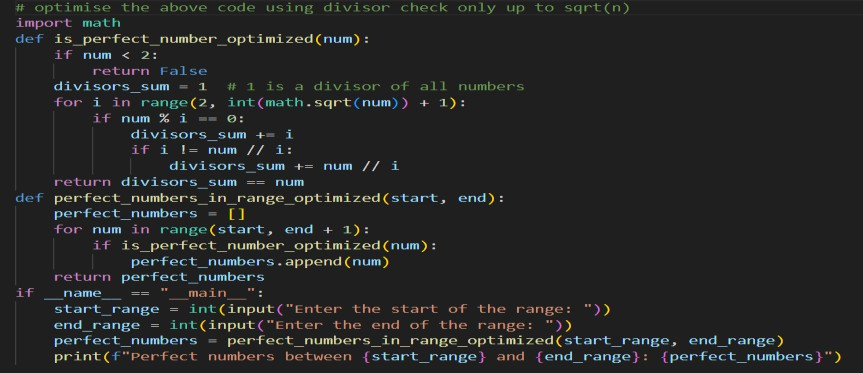 # optimise the above code using divisor check only up to sqrt(n)
import math
def is_perfect_number_optimized(num):
    if num < 2:
        return False
    divisors_sum = 1  # 1 is a divisor of all numbers
    for i in range(2, int(math.sqrt(num)) + 1):
        if num % i == 0:
            divisors_sum += i
            if i != num // i:
                divisors_sum += num // i
    return divisors_sum == num
def perfect_numbers_in_range_optimized(start, end):
    perfect_numbers = []
    for num in range(start, end + 1):
        if is_perfect_number_optimized(num):
            perfect_numbers.append(num)
    return perfect_numbers
if __name__ == "__main__":
    start_range = int(input("Enter the start of the range: "))
    end_range = int(input("Enter the end of the range: "))
    perfect_numbers = perfect_numbers_in_range_optimized(start_range, end_range)
    print(f"Perfect numbers between {start_range} and {end_range}: {perfect_numbers}")